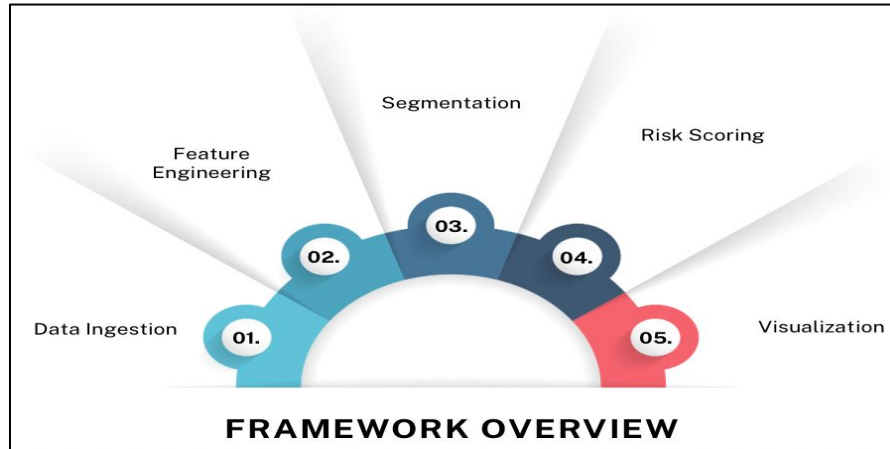 01.
Data Ingestion
02.
Feature
Engineering
03.
Segmentation
04.
Risk Scoring
05.
Visualization
FRAMEWORK OVERVIEW